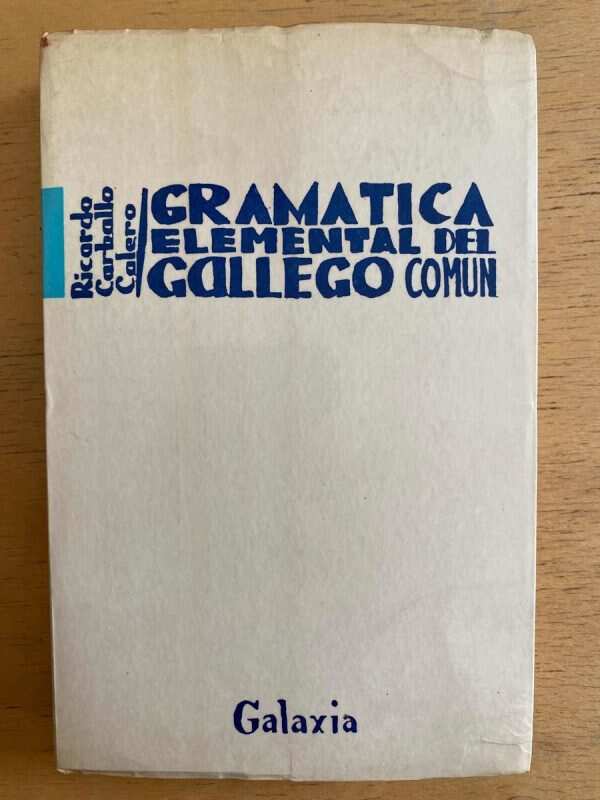 Ricardo
Carballo
Calero
GRAMATICA
ELEMENTAL DEL
GALLEGO COMUN
Galaxia